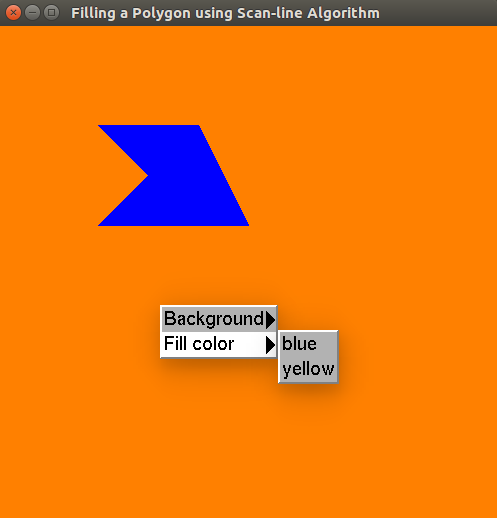 Filling a Polygon using Scan-line Algorithm
Background
Fill color
blue
yellow